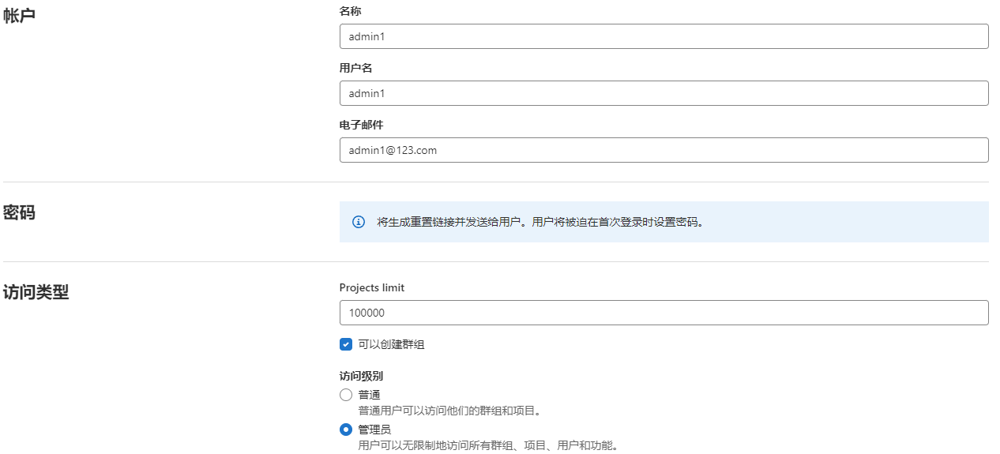 帐户
名称
admin1
用户名
admin1
电子邮件
admin1@123.com
密码
将生成重置链接并发送给用户。用户将被迫在首次登录时设置密码。
访问类型
Projects limit
100000
可以创建群组
访问级别
普通
普通用户可以访问他们的群组和项目。
管理员
用户可以无限制地访问所有群组、项目、用户和功能。